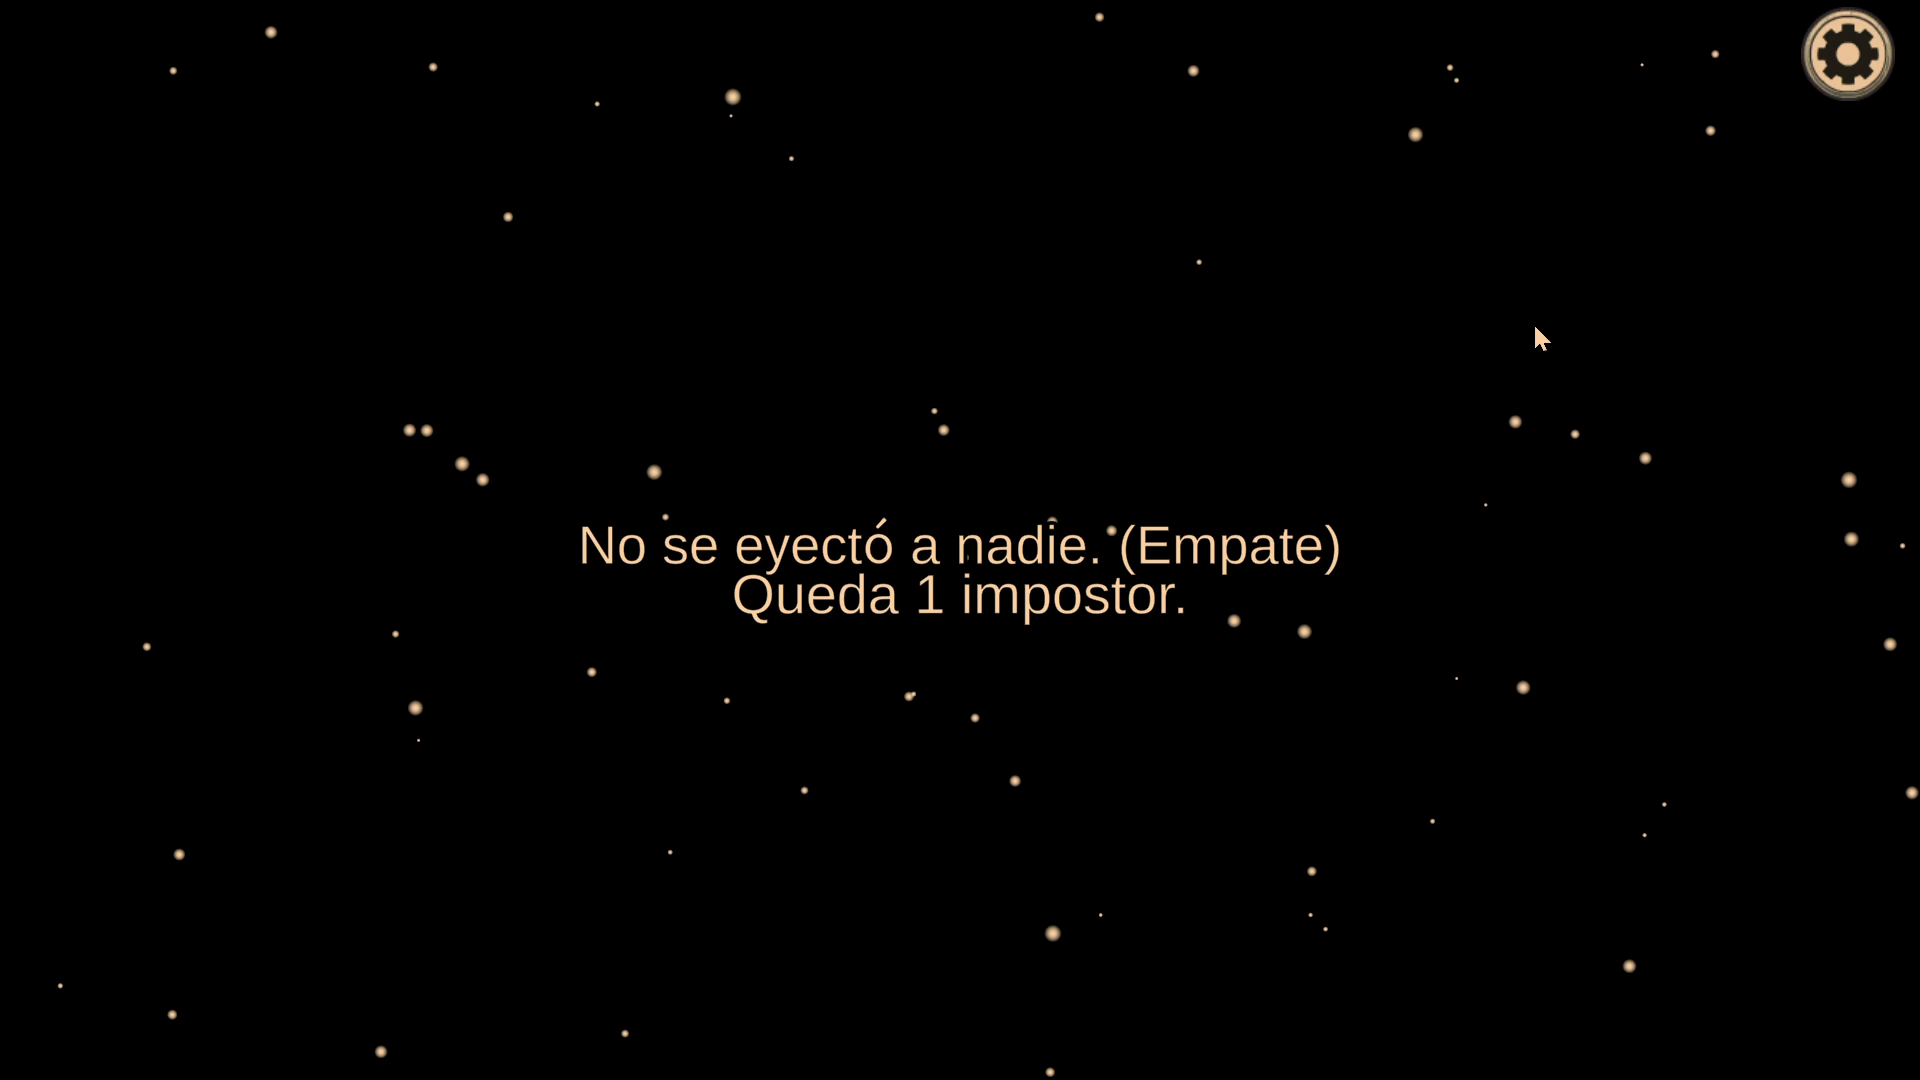 No se eyectó a nadie. (Empate)
Queda 1 impostor.